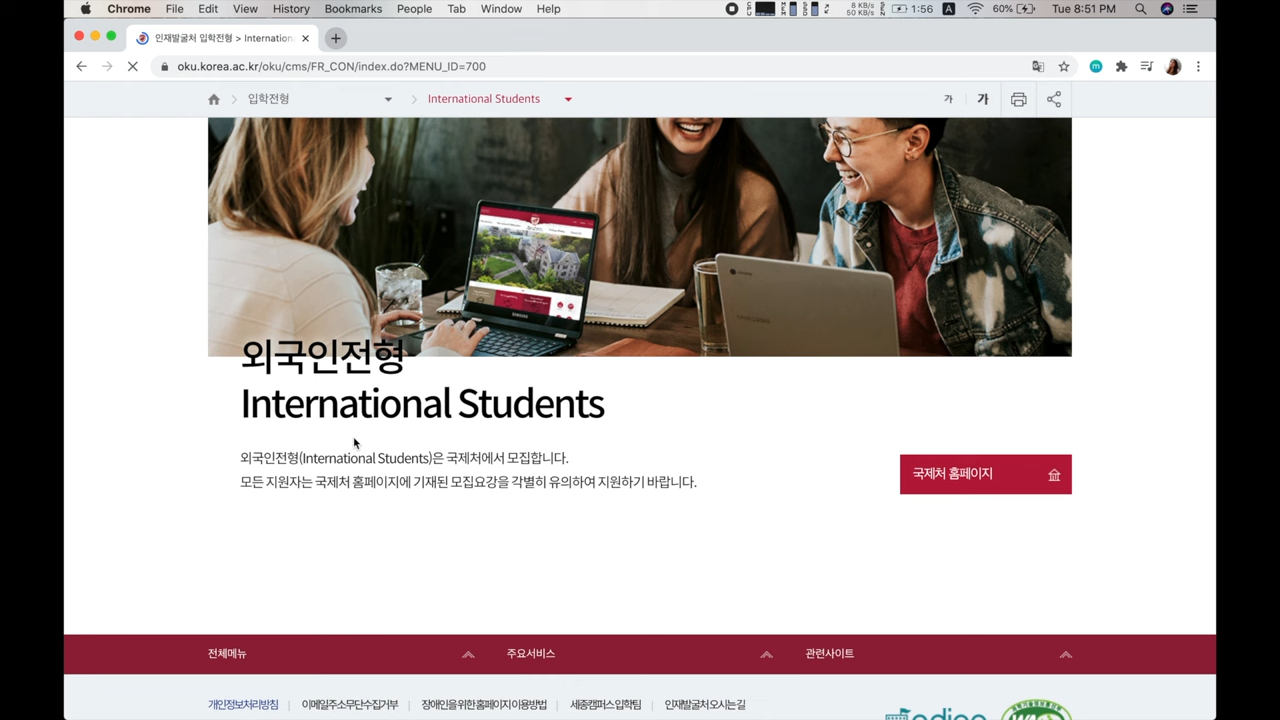 Chrome File Edit View History Bookmarks People Tab Window Help
8 KB/s
50 KB/s
1:56 A 60% Tue 8:51 PM
인재발굴처 입학전형 > Internation
oku.korea.ac.kr/oku/cms/FR_CON/index.do?MENU_ID=700
입학전형 International Students 가 가
SAMSUNG
외국인전형
International Students
외국인전형(International Students)은 국제처에서 모집합니다.
모든 지원자는 국제처 홈페이지에 기재된 모집요강을 각별히 유의하여 지원하기 바랍니다.
국제처 홈페이지
전체메뉴 주요서비스 관련사이트
개인정보처리방침 이메일주소무단수집거부 장애인을 위한 홈페이지 이용방법 세종캠퍼스 입학팀 인재발굴처 오시는 길